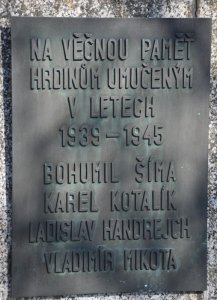 NA VĚČNOU PAMĚŤ
HRDINŮM UMUČENÝM
V LETECH
1939-1945
BOHUMIL ŠÍMA
KAREL KOTALÍK
LADISLAV HANDREJCH
VLADIMÍR MIKOTA